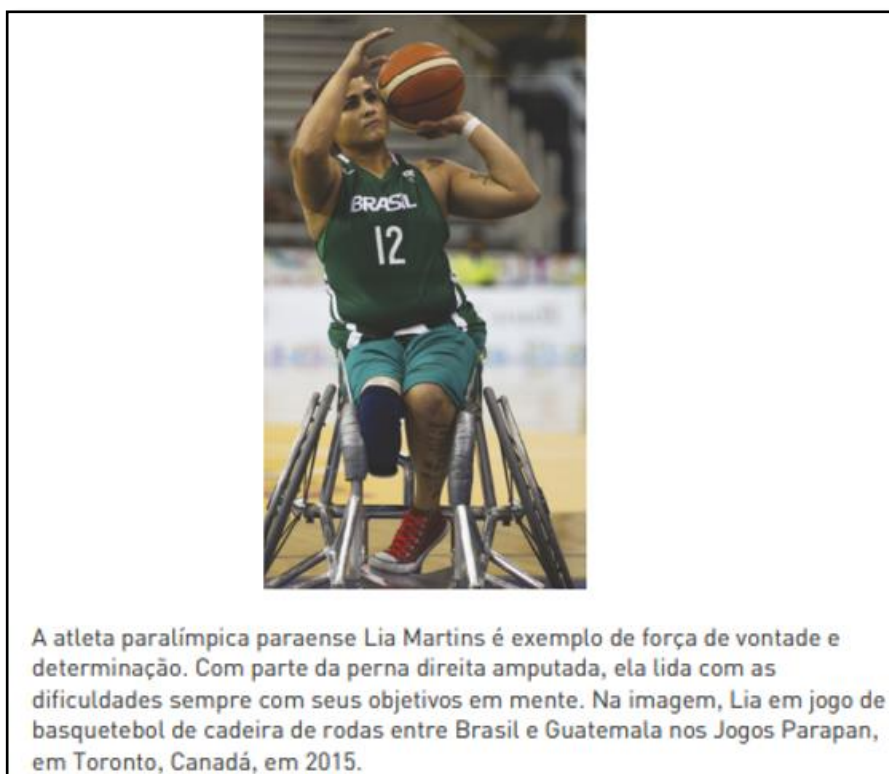 BRASIL
12
A atleta paralímpica paraense Lia Martins é exemplo de força de vontade e
determinação. Com parte da perna direita amputada, ela lida com as
dificuldades sempre com seus objetivos em mente. Na imagem, Lia em jogo de
basquetebol de cadeira de rodas entre Brasil e Guatemala nos Jogos Parapan,
em Toronto, Canadá, em 2015.